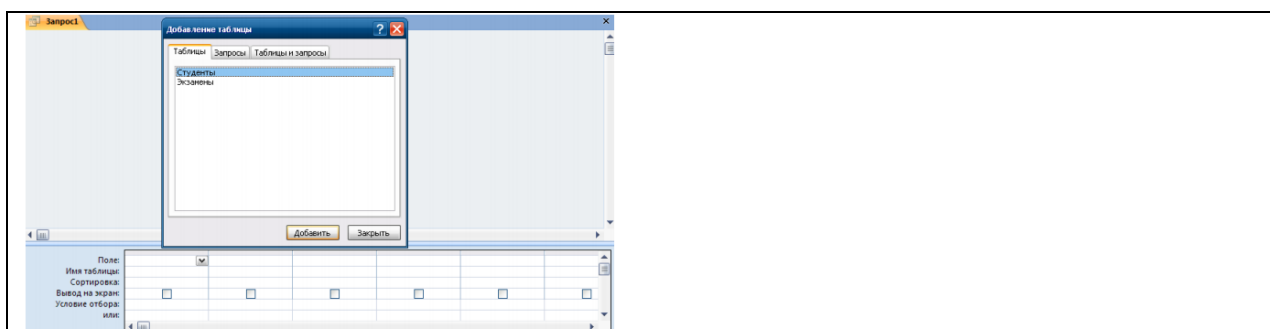 Запрос1
Добавление таблицы
Таблицы Запросы Таблицы и запросы
Студенты
Экзамены
Добавить Закрыть
Поле:
Имя таблицы:
Сортировка:
Вывод на экран:
Условие отбора:
или: